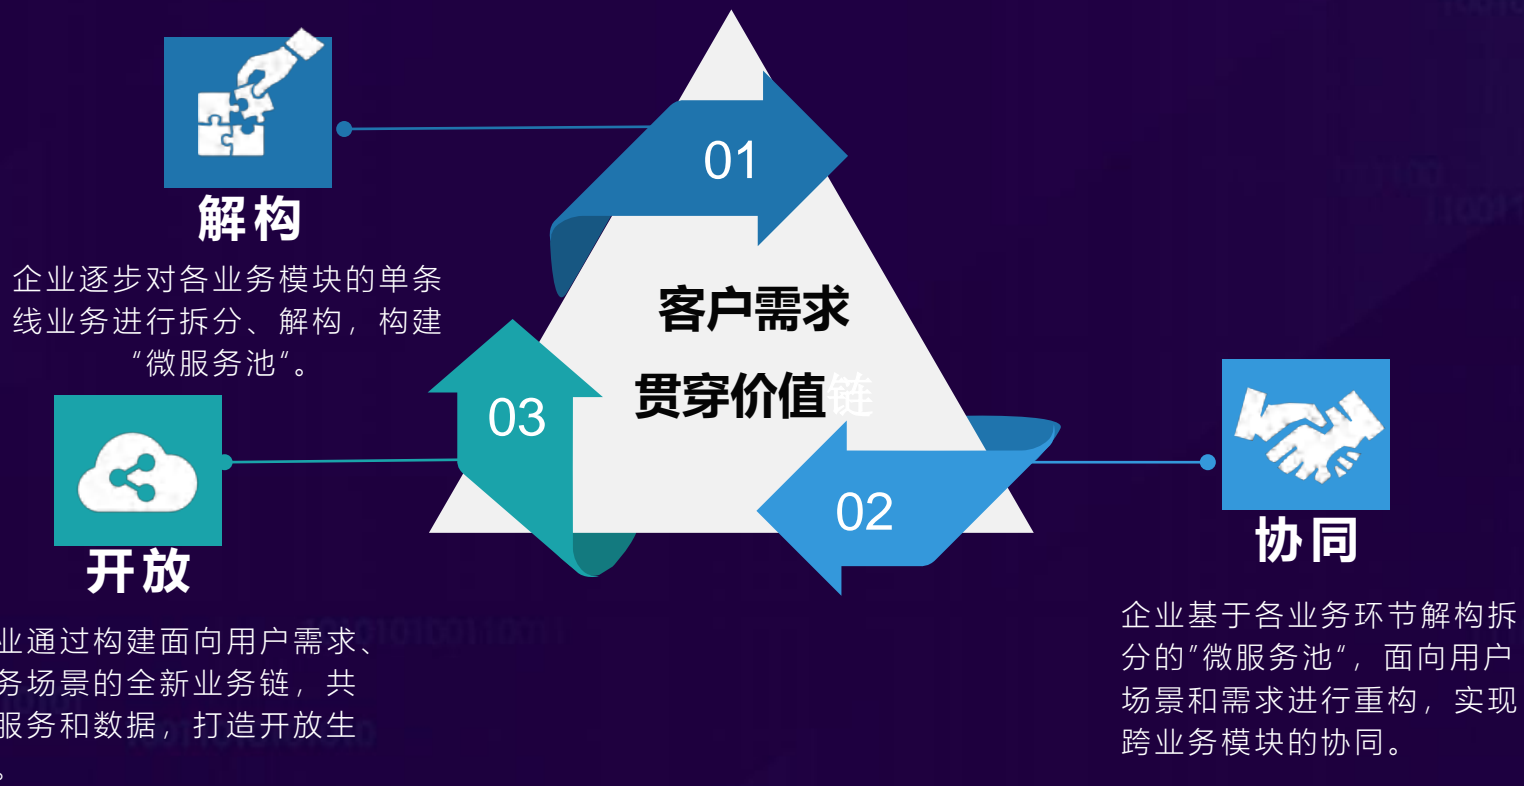 01
解构
企业逐步对各业务模块的单条
线业务进行拆分、解构，构建
“微服务池“。
客户需求
贯穿价值链
03
02
开放
业通过构建面向用户需求、
务场景的全新业务链，共
服务和数据，打造开放生
。
协同
企业基于各业务环节解构拆
分的”微服务池“，面向用户
场景和需求进行重构，实现
跨业务模块的协同。